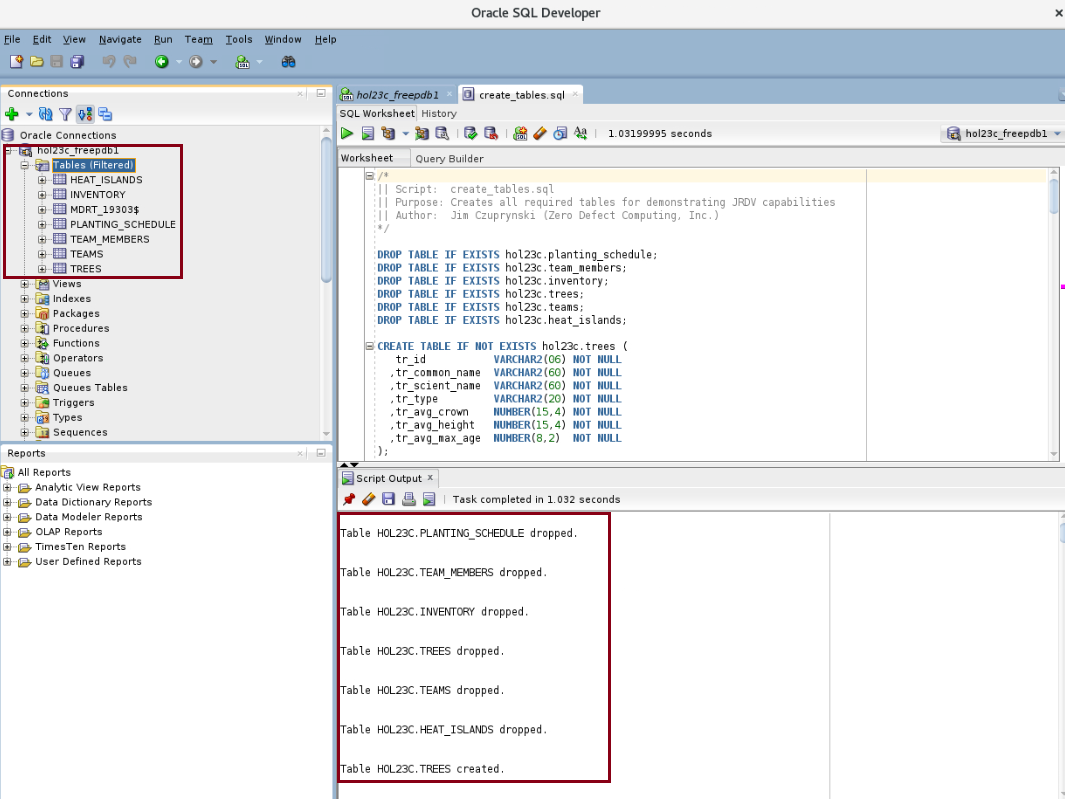 Oracle SQL Developer
File Edit View Navigate Run Team Tools Window Help
Connections
Oracle Connections
hol23c_freepdb1
Tables (Filtered)
HEAT_ISLANDS
INVENTORY
MDRT_19303$
PLANTING_SCHEDULE
TEAM_MEMBERS
TEAMS
TREES
Views
Indexes
Packages
Procedures
Functions
Operators
Queues
Queues Tables
Triggers
Types
Sequences
Reports
All Reports
Analytic View Reports
Data Dictionary Reports
Data Modeler Reports
OLAP Reports
TimesTen Reports
User Defined Reports
hol23c_freepdb1 create_tables.sql
SQL Worksheet History
1.03199995 seconds hol23c_freepdb1
Worksheet Query Builder
/*
|| Script:  create_tables.sql
|| Purpose: Creates all required tables for demonstrating JRDV capabilities
|| Author:  Jim Czuprynski (Zero Defect Computing, Inc.)
*/
DROP TABLE IF EXISTS hol23c.planting_schedule;
DROP TABLE IF EXISTS hol23c.team_members;
DROP TABLE IF EXISTS hol23c.inventory;
DROP TABLE IF EXISTS hol23c.trees;
DROP TABLE IF EXISTS hol23c.teams;
DROP TABLE IF EXISTS hol23c.heat_islands;
CREATE TABLE IF NOT EXISTS hol23c.trees (
tr_id VARCHAR2(06) NOT NULL
,tr_common_name VARCHAR2(60) NOT NULL
,tr_scient_name VARCHAR2(60) NOT NULL
,tr_type VARCHAR2(20) NOT NULL
,tr_avg_crown NUMBER(15,4) NOT NULL
,tr_avg_height NUMBER(15,4) NOT NULL
,tr_avg_max_age NUMBER(8,2) NOT NULL
);
Script Output
Task completed in 1.032 seconds
Table HOL23C.PLANTING_SCHEDULE dropped.
Table HOL23C.TEAM_MEMBERS dropped.
Table HOL23C.INVENTORY dropped.
Table HOL23C.TREES dropped.
Table HOL23C.TEAMS dropped.
Table HOL23C.HEAT_ISLANDS dropped.
Table HOL23C.TREES created.